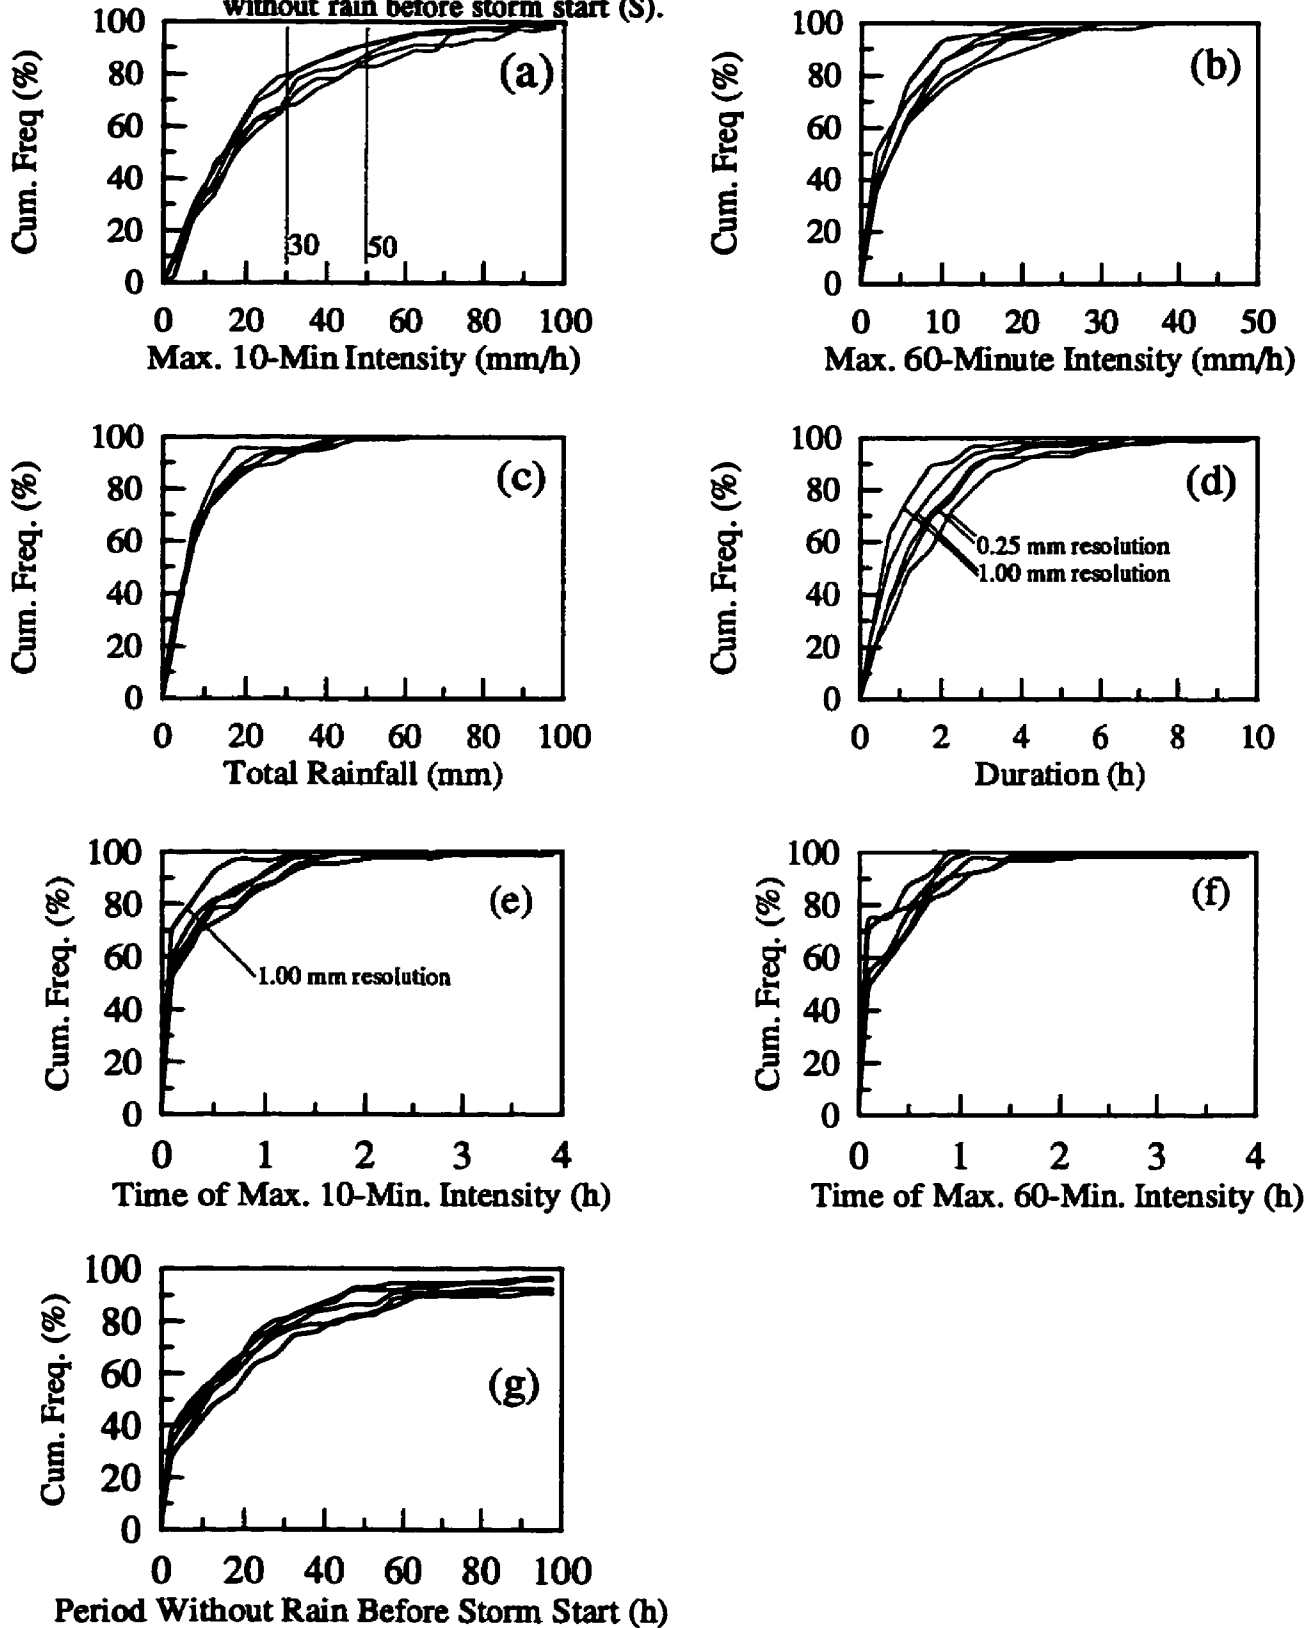 without rain before storm start (S).
100
80
60
40
20
0
Cum. Freq (%)
(a)
30
50
0 20 40 60 80 100
Max. 10-Min Intensity (mm/h)
100
80
60
40
20
0
Cum. Freq (%)
(b)
0 10 20 30 40 50
Max. 60-Minute Intensity (mm/h)
100
80
60
40
20
0
Cum. Freq. (%)
(c)
0 20 40 60 80 100
Total Rainfall (mm)
100
80
60
40
20
0
Cum. Freq. (%)
(d)
0.25 mm resolution
1.00 mm resolution
0 2 4 6 8 10
Duration (h)
100
80
60
40
20
0
Cum. Freq. (%)
(e)
1.00 mm resolution
0 1 2 3 4
Time of Max. 10-Min. Intensity (h)
100
80
60
40
20
0
Cum. Freq. (%)
(f)
0 1 2 3 4
Time of Max. 60-Min. Intensity (h)
100
80
60
40
20
0
Cum. Freq. (%)
(g)
0 20 40 60 80 100
Period Without Rain Before Storm Start (h)